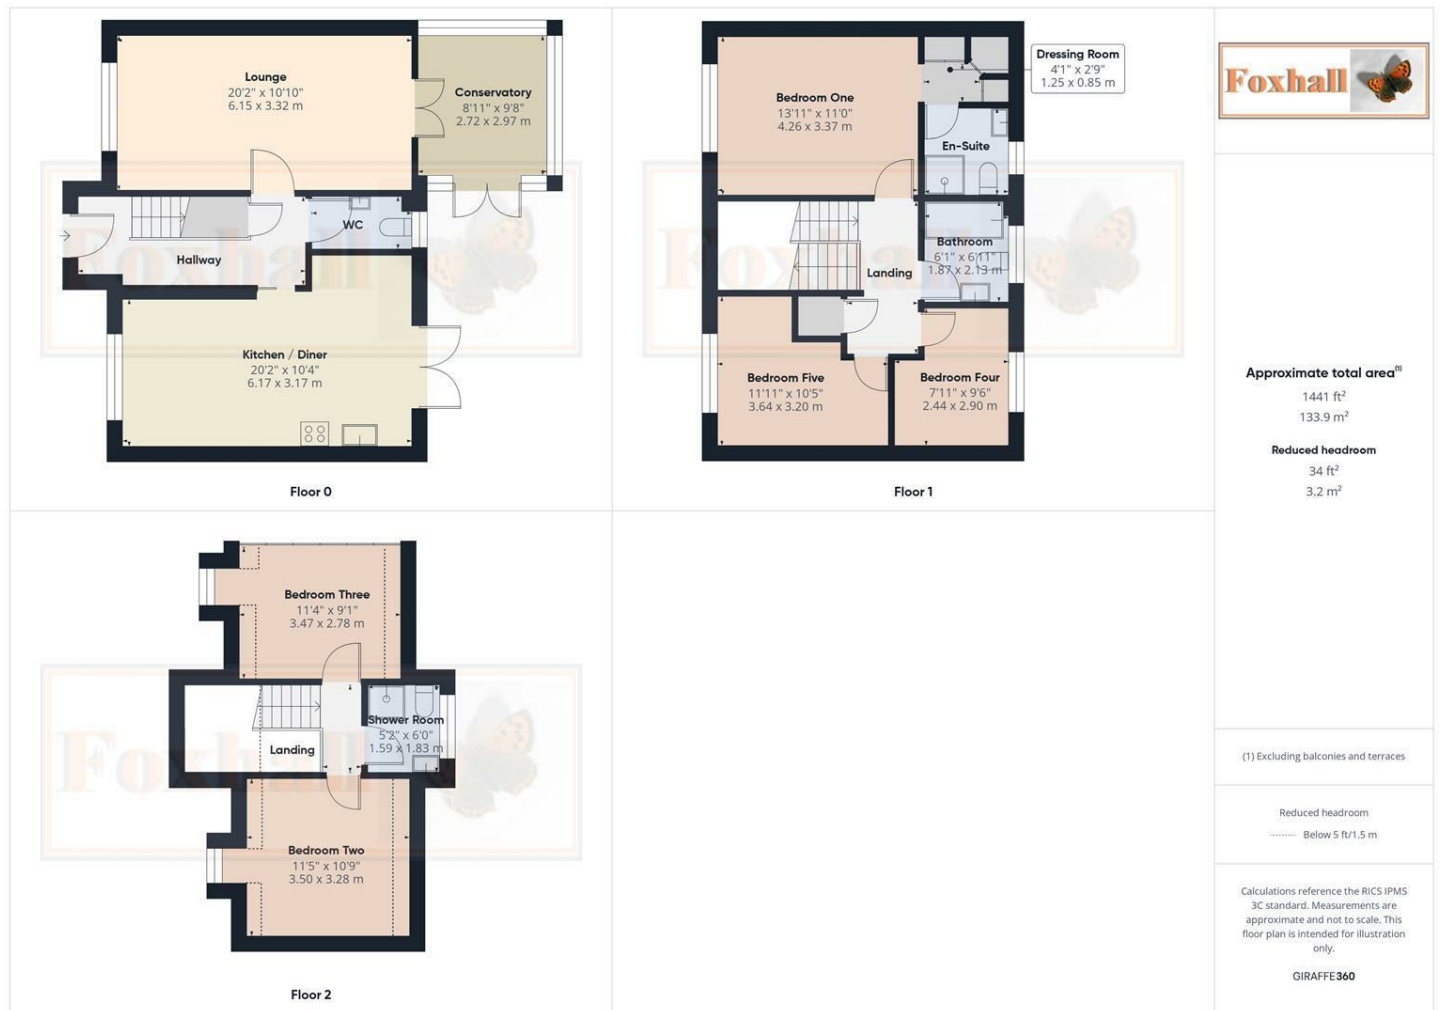 Lounge
20'2" x 10'10"
6.15 x 3.32 m
Conservatory
8'11" x 9'8"
2.72 x 2.97 m
WC
Hallway
Kitchen / Diner
20'2" x 10'4"
6.17 x 3.17 m
Foxhall
Floor 0
Bedroom One
13'11" x 11'0"
4.26 x 3.37 m
Dressing Room
4'1" x 2'9"
1.25 x 0.85 m
En-Suite
Bathroom
6'1" x 6'11"
1.87 x 2.13 m
Landing
Bedroom Five
11'11" x 10'5"
3.64 x 3.20 m
Bedroom Four
7'11" x 9'6"
2.44 x 2.90 m
Foxhall
Floor 1
Bedroom Three
11'4" x 9'1"
3.47 x 2.78 m
Shower Room
5'2" x 6'0"
1.59 x 1.83 m
Landing
Bedroom Two
11'5" x 10'9"
3.50 x 3.28 m
Foxhall
Floor 2
Foxhall
Approximate total area(1)
1441 ft²
133.9 m²
Reduced headroom
34 ft²
3.2 m²
(1) Excluding balconies and terraces
Reduced headroom
Below 5 ft/1.5 m
Calculations reference the RICS IPMS
3C standard. Measurements are
approximate and not to scale. This
floor plan is intended for illustration
only.
GIRAFFE360